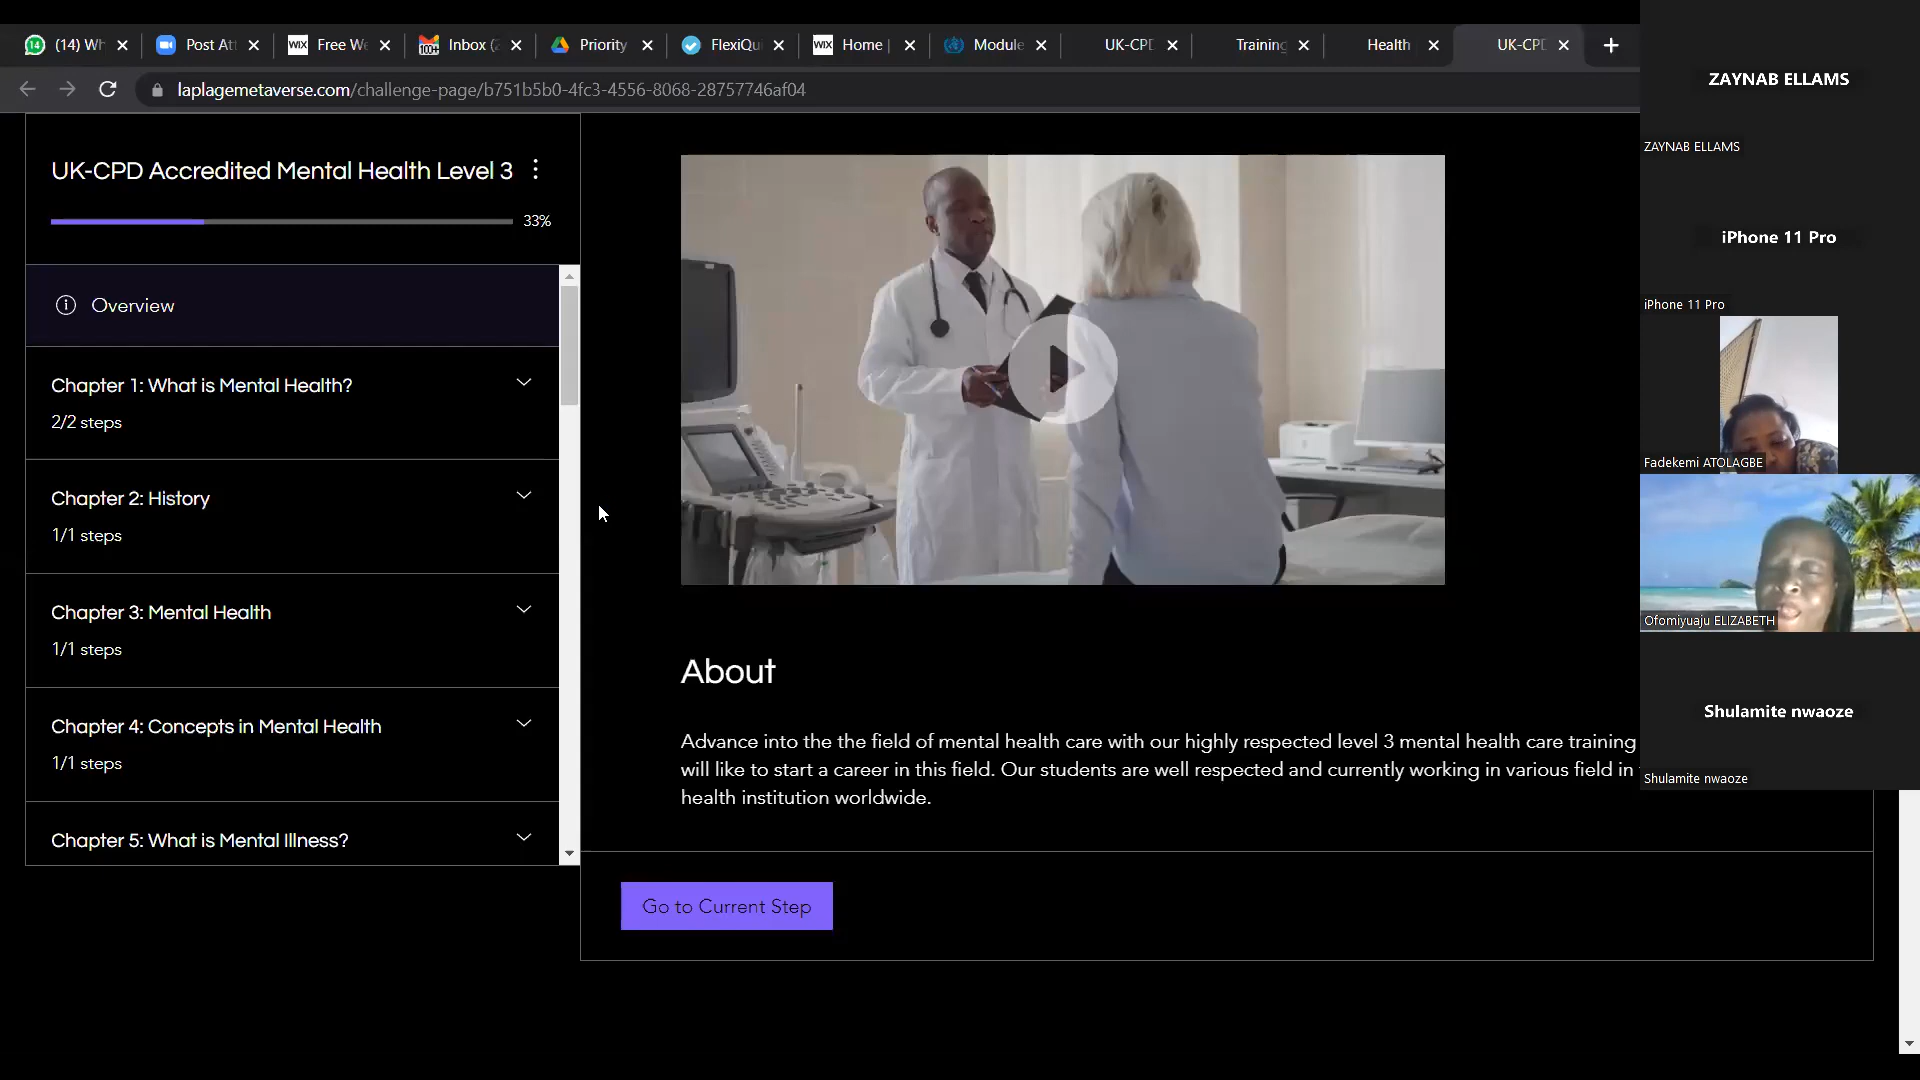 (14) Wh
Post Att
Free We
Inbox (2
Priority
FlexiQui
Home |
Module
UK-CPD
Training
Health
UK-CPD
laplagemetaverse.com/challenge-page/b751b5b0-4fc3-4556-8068-28757746af04
UK-CPD Accredited Mental Health Level 3
33%
Overview
Chapter 1: What is Mental Health?
2/2 steps
Chapter 2: History
1/1 steps
Chapter 3: Mental Health
1/1 steps
Chapter 4: Concepts in Mental Health
1/1 steps
Chapter 5: What is Mental Illness?
About
Advance into the the field of mental health care with our highly respected level 3 mental health care training
will like to start a career in this field. Our students are well respected and currently working in various field in
health institution worldwide.
Go to Current Step
ZAYNAB ELLAMS
ZAYNAB ELLAMS
iPhone 11 Pro
iPhone 11 Pro
Fadekemi ATOLAGBE
Ofomiyuaju ELIZABETH
Shulamite nwaoze
Shulamite nwaoze